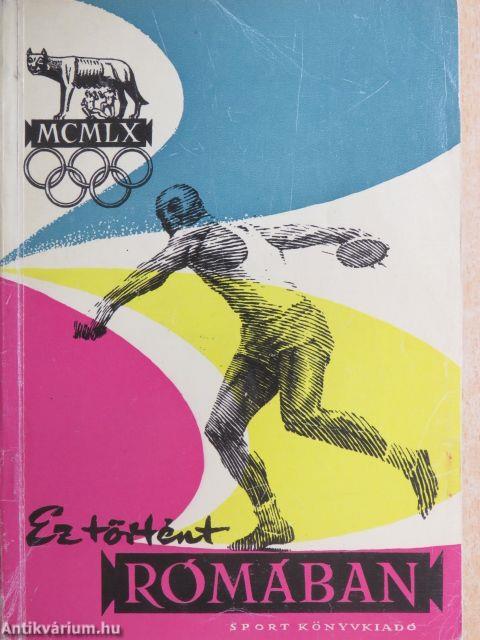 MCMLX
Ez történt
RÓMÁBAN
SPORT KÖNYVKIADÓ
Antikvárium.hu